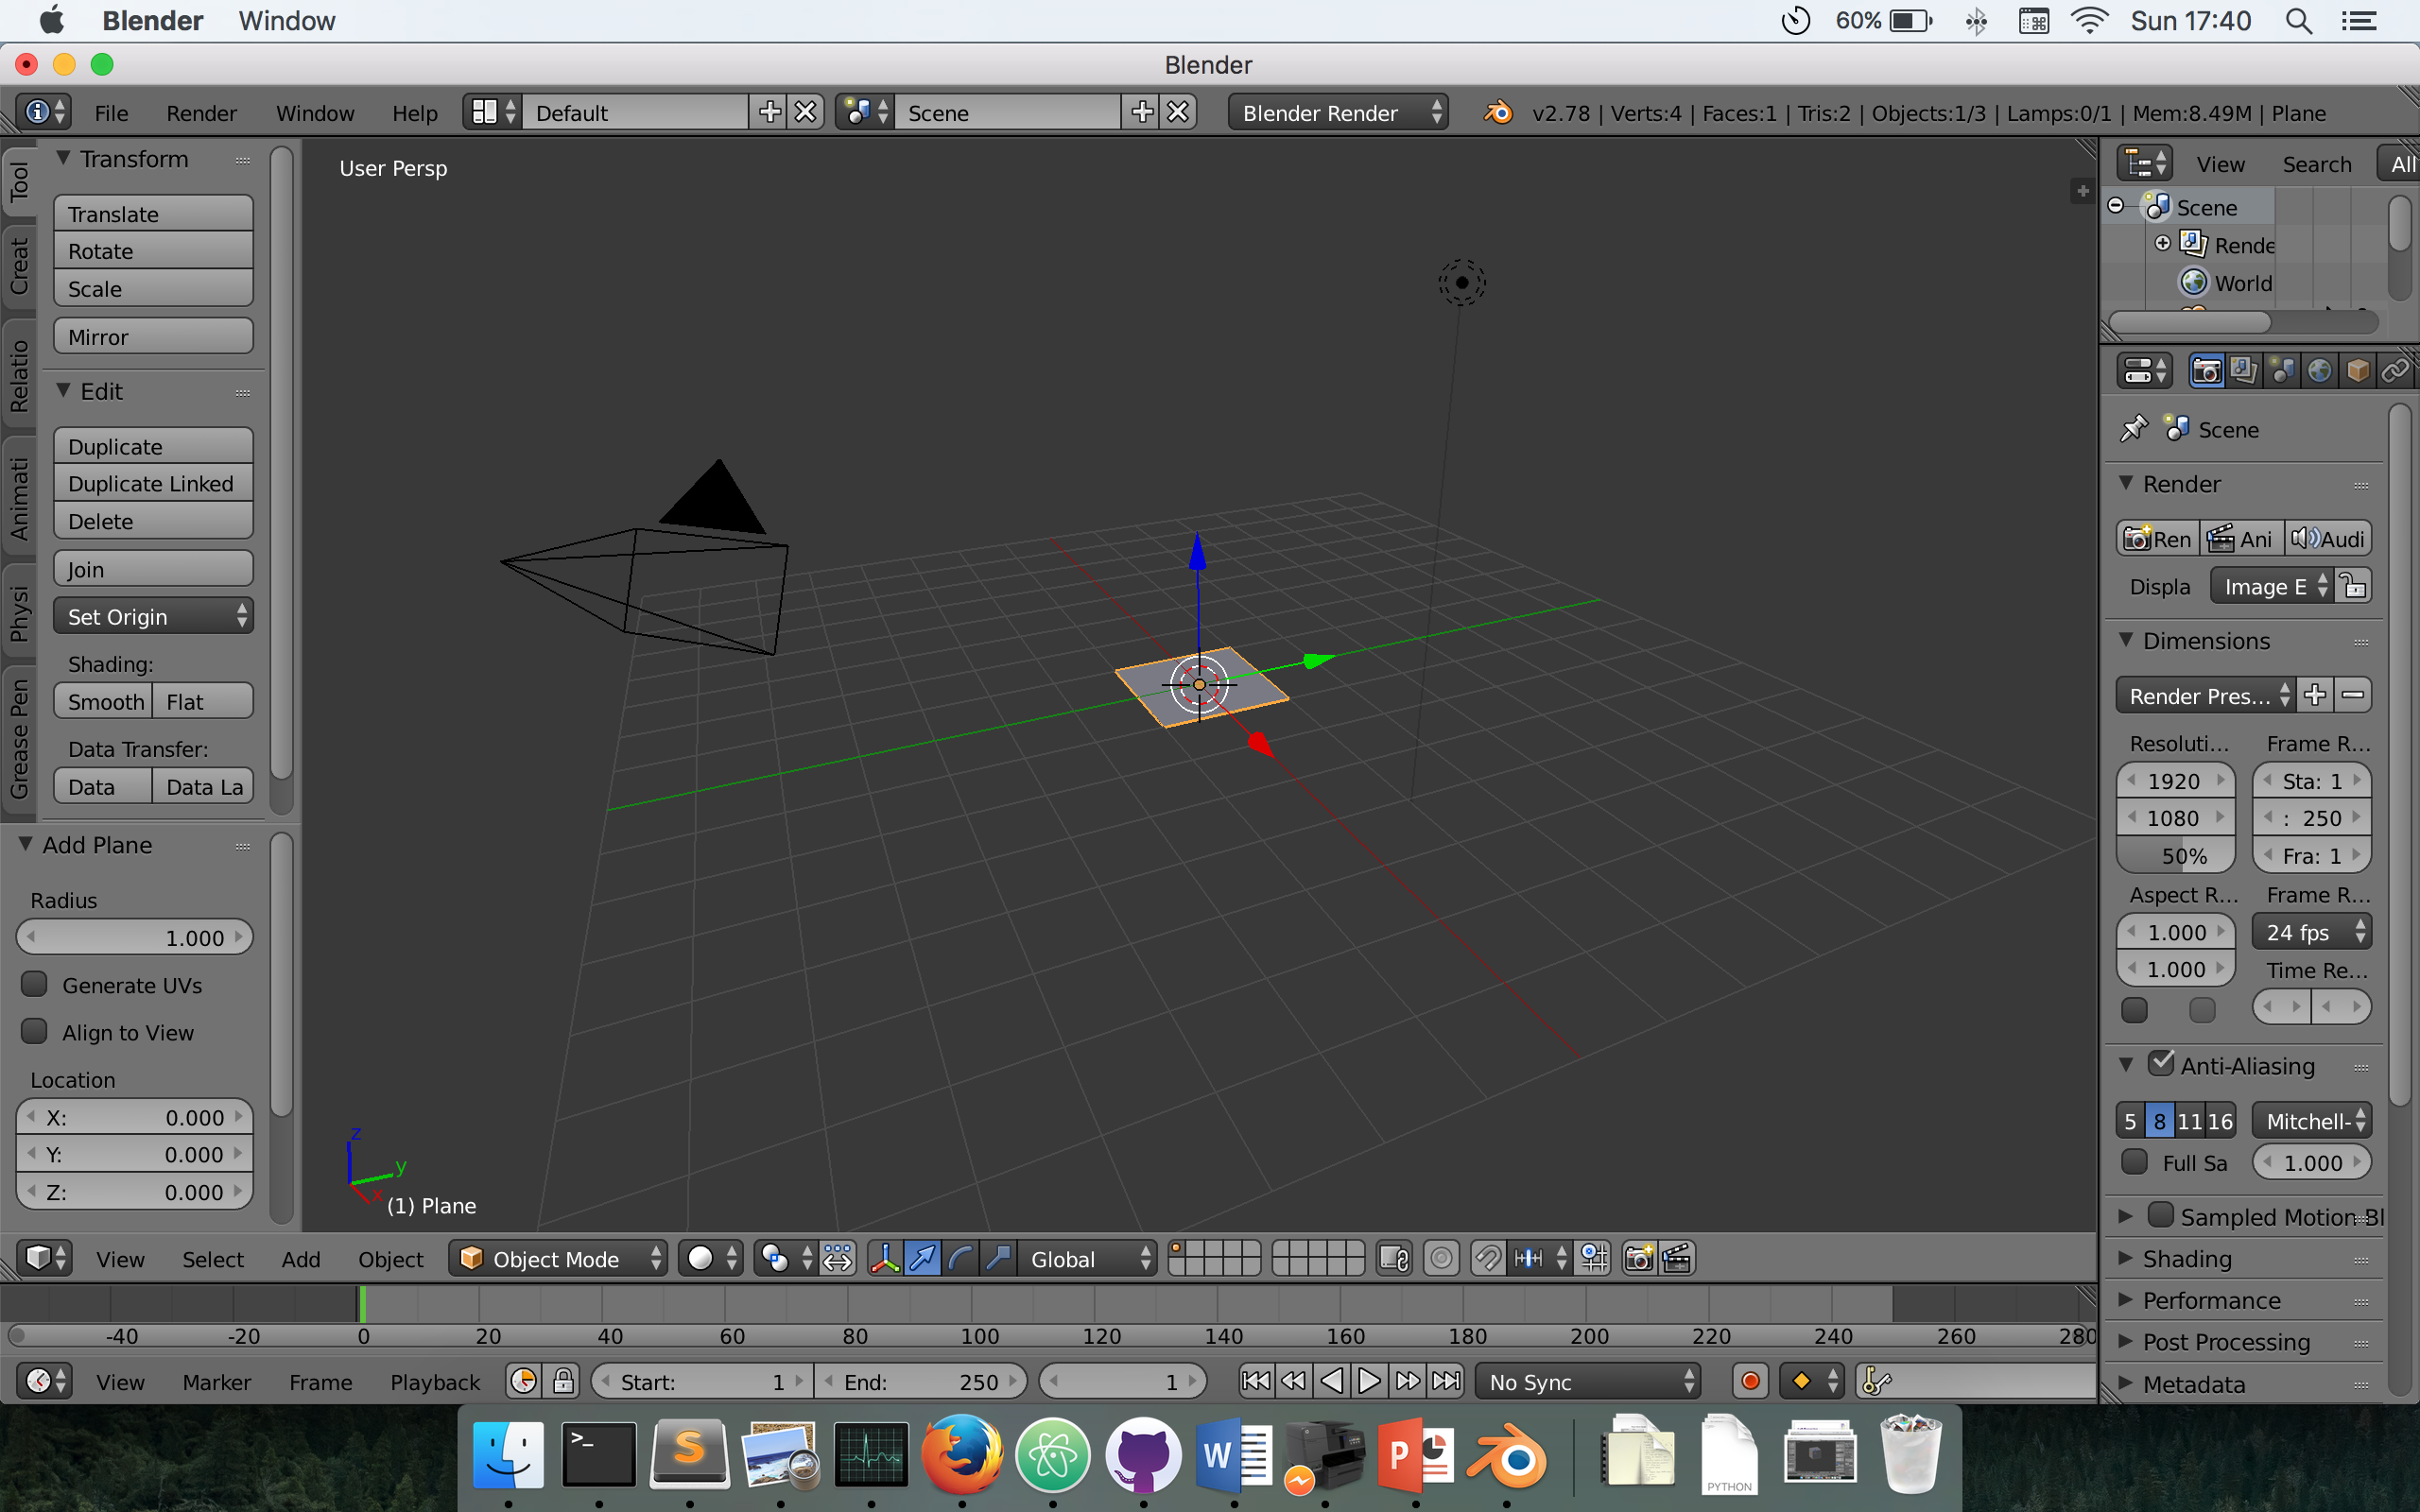 Blender Window 60% Sun 17:40
Blender
File Render Window Help Default Scene Blender Render v2.78 | Verts:4 | Faces:1 | Tris:2 | Objects:1/3 | Lamps:0/1 | Mem:8.49M | Plane
Tool
Creat
Relatio
Animati
Physi
Grease Pen
Transform
Translate
Rotate
Scale
Mirror
Edit
Duplicate
Duplicate Linked
Delete
Join
Set Origin
Shading:
Smooth Flat
Data Transfer:
Data Data La
Add Plane
Radius
1.000
Generate UVs
Align to View
Location
X: 0.000
Y: 0.000
Z: 0.000
User Persp
z
y
x
(1) Plane
View Search All
Scene
Rende
World
Scene
Render
Ren Ani Audi
Displa Image E
Dimensions
Render Pres...
Resoluti... Frame R...
1920 Sta: 1
1080 : 250
50% Fra: 1
Aspect R... Frame R...
1.000 24 fps
1.000 Time Re...
Anti-Aliasing
5 8 11 16 Mitchell-
Full Sa 1.000
Sampled Motion Bl
Shading
Performance
Post Processing
Metadata
View Select Add Object Object Mode Global
-40 -20 0 20 40 60 80 100 120 140 160 180 200 220 240 260 280
View Marker Frame Playback Start: 1 End: 250 1 No Sync
>_ S W P PYTHON